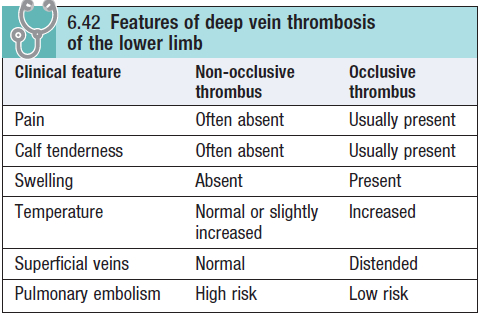 6.42 Features of deep vein thrombosis
of the lower limb
Clinical feature Non-occlusive thrombus Occlusive thrombus
Pain Often absent Usually present
Calf tenderness Often absent Usually present
Swelling Absent Present
Temperature Normal or slightly increased Increased
Superficial veins Normal Distended
Pulmonary embolism High risk Low risk